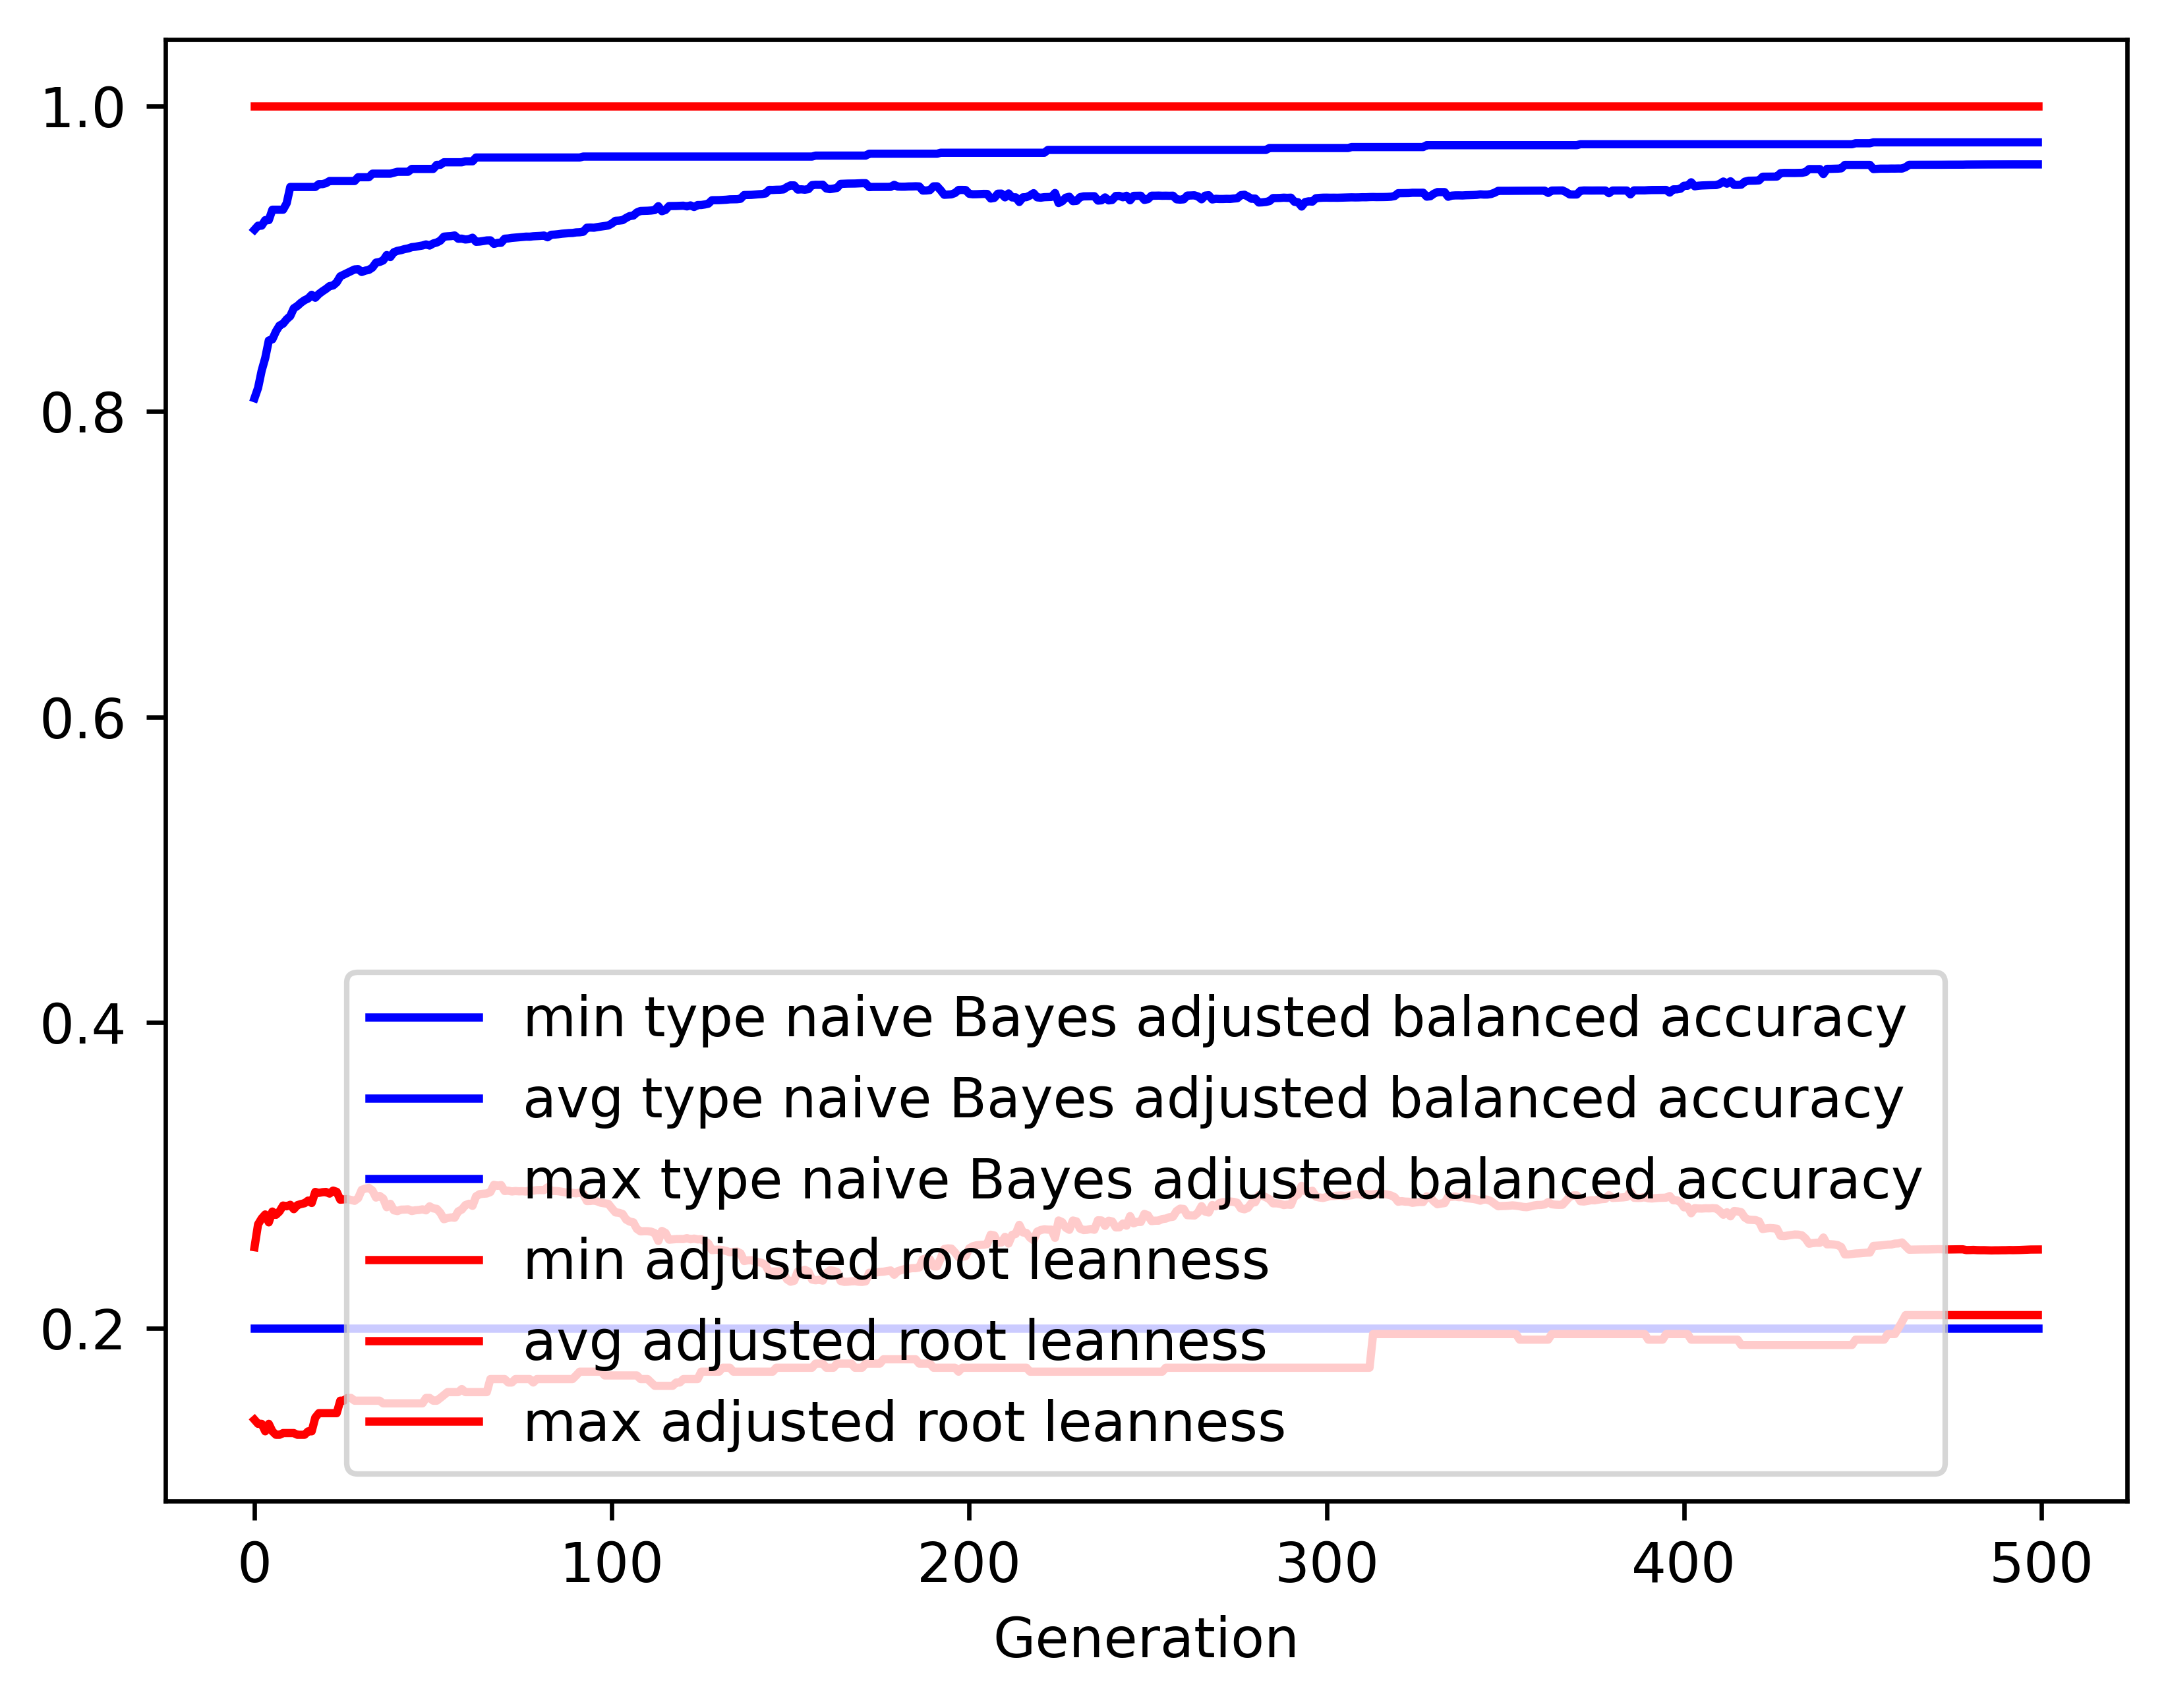 1.0
0.8
0.6
0.4
0.2
min type naive Bayes adjusted balanced accuracy
avg type naive Bayes adjusted balanced accuracy
max type naive Bayes adjusted balanced accuracy
min adjusted root leanness
avg adjusted root leanness
max adjusted root leanness
0 100 200 300 400 500
Generation